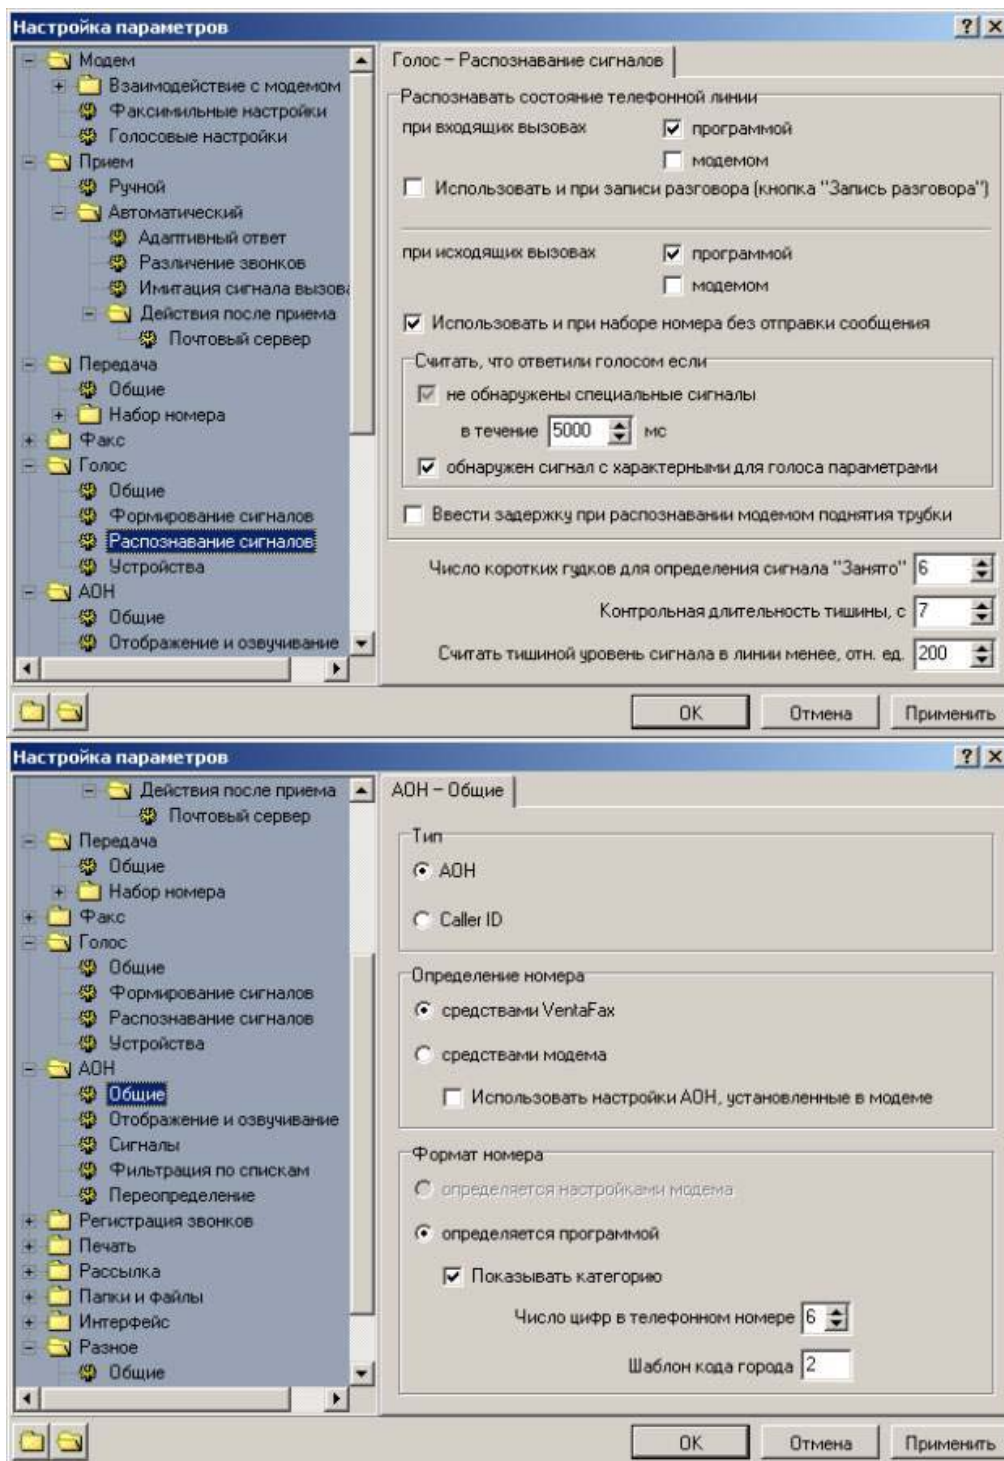 Настройка параметров
Модем
Взаимодействие с модемом
Факсимильные настройки
Голосовые настройки
Прием
Ручной
Автоматический
Адаптивный ответ
Различение звонков
Имитация сигнала вызова
Действия после приема
Почтовый сервер
Передача
Общие
Набор номера
Факс
Голос
Общие
Формирование сигналов
Распознавание сигналов
Устройства
АОН
Общие
Отображение и озвучивание
Голос – Распознавание сигналов
Распознавать состояние телефонной линии
при входящих вызовах
программой
модемом
Использовать и при записи разговора (кнопка "Запись разговора")
при исходящих вызовах
программой
модемом
Использовать и при наборе номера без отправки сообщения
Считать, что ответили голосом если
не обнаружены специальные сигналы
в течение 5000 мс
обнаружен сигнал с характерными для голоса параметрами
Ввести задержку при распознавании модемом поднятия трубки
Число коротких гудков для определения сигнала "Занято" 6
Контрольная длительность тишины, с 7
Считать тишиной уровень сигнала в линии менее, отн. ед. 200
ОК Отмена Применить
Настройка параметров
Действия после приема
Почтовый сервер
Передача
Общие
Набор номера
Факс
Голос
Общие
Формирование сигналов
Распознавание сигналов
Устройства
АОН
Общие
Отображение и озвучивание
Сигналы
Фильтрация по спискам
Переопределение
Регистрация звонков
Печать
Рассылка
Папки и файлы
Интерфейс
Разное
Общие
АОН – Общие
Тип
АОН
Caller ID
Определение номера
средствами VentaFax
средствами модема
Использовать настройки АОН, установленные в модеме
Формат номера
определяется настройками модема
определяется программой
Показывать категорию
Число цифр в телефонном номере 6
Шаблон кода города 2
ОК Отмена Применить